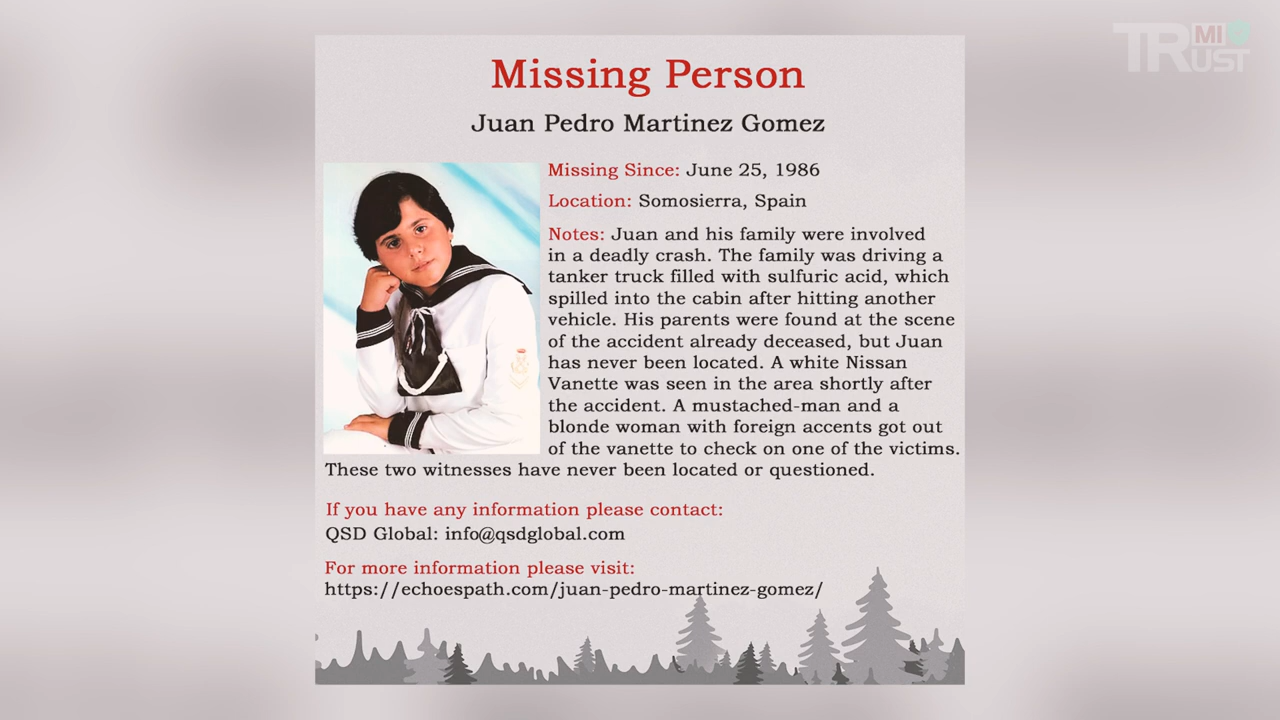 TRUST
MI
Missing Person
Juan Pedro Martinez Gomez
Missing Since: June 25, 1986
Location: Somosierra, Spain
Notes: Juan and his family were involved
in a deadly crash. The family was driving a
tanker truck filled with sulfuric acid, which
spilled into the cabin after hitting another
vehicle. His parents were found at the scene
of the accident already deceased, but Juan
has never been located. A white Nissan
Vanette was seen in the area shortly after
the accident. A mustached-man and a
blonde woman with foreign accents got out
of the vanette to check on one of the victims.
These two witnesses have never been located or questioned.
If you have any information please contact:
QSD Global: info@qsdglobal.com
For more information please visit:
https://echoespath.com/juan-pedro-martinez-gomez/